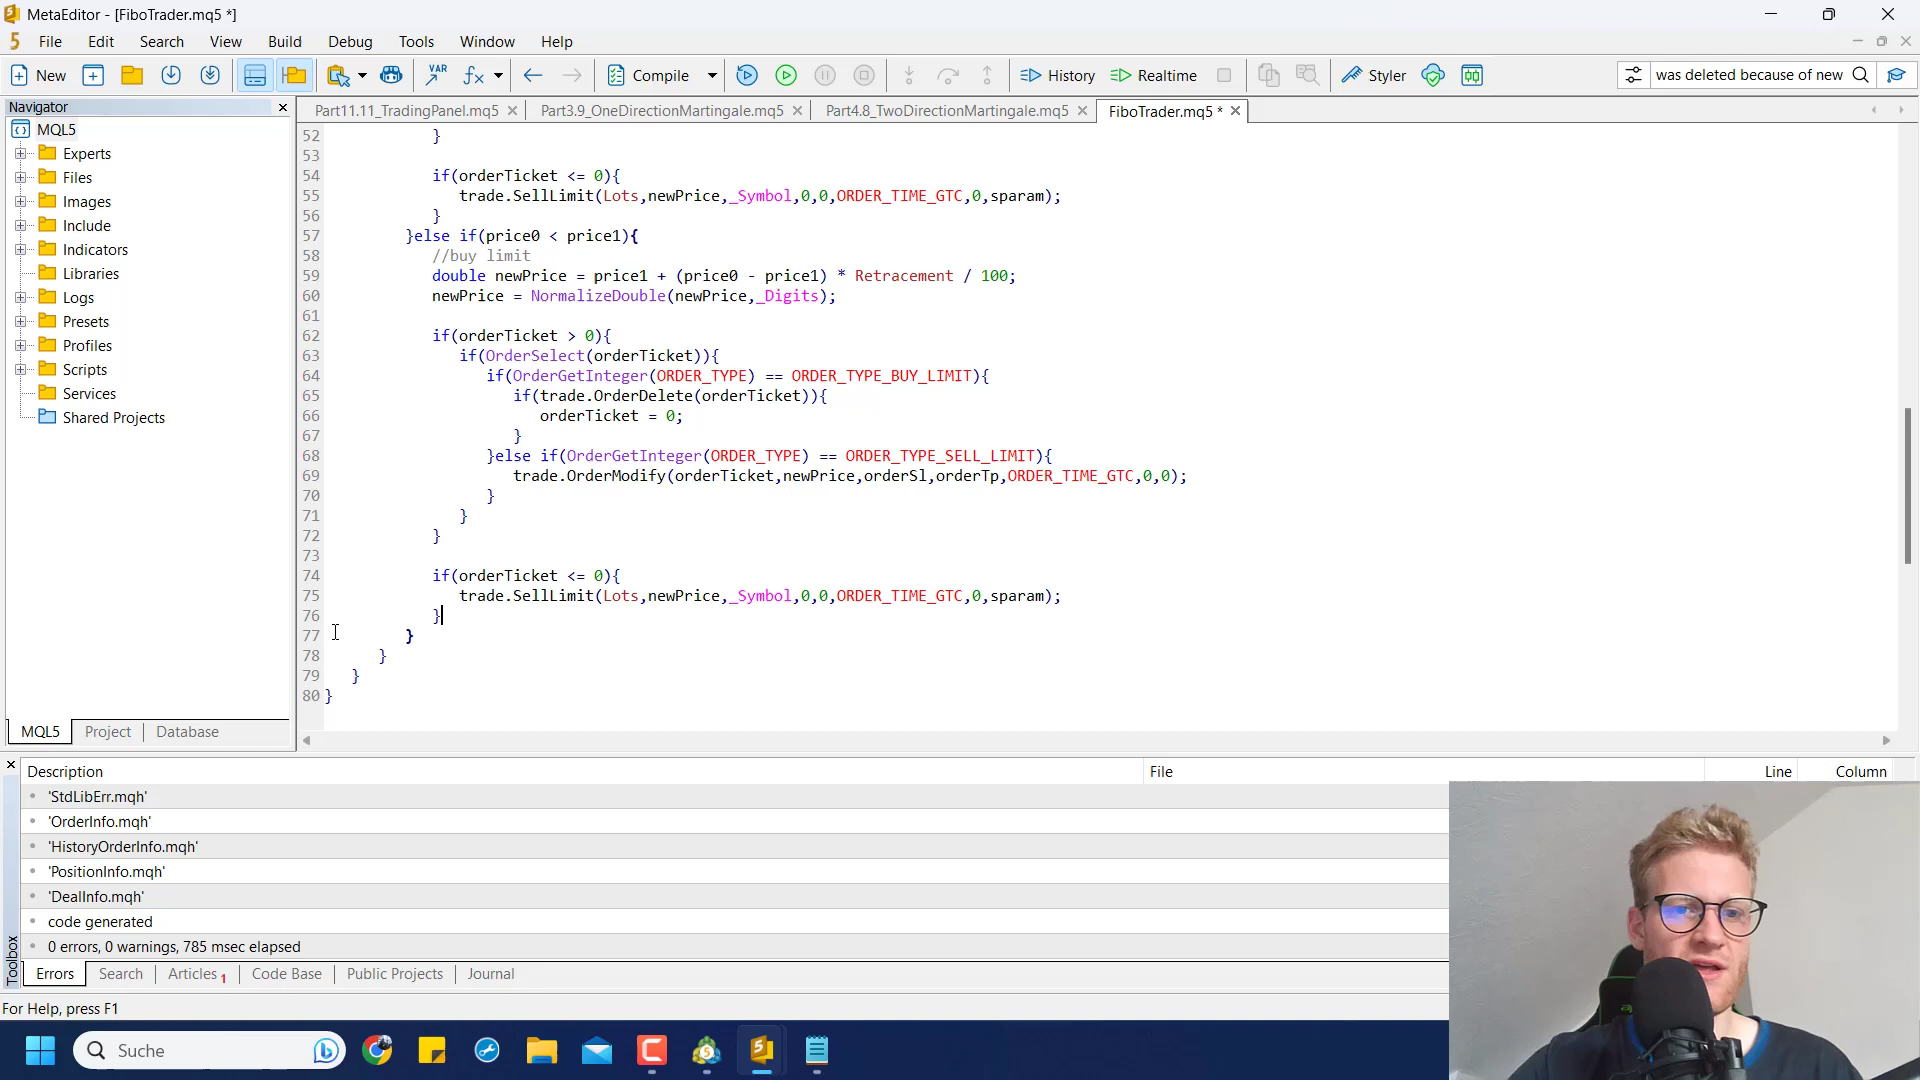 MetaEditor - [FiboTrader.mq5 *]
5 File Edit Search View Build Debug Tools Window Help
New VAR fx Compile History Realtime Styler was deleted because of new
Navigator
Part11.11_TradingPanel.mq5 Part3.9_OneDirectionMartingale.mq5 Part4.8_TwoDirectionMartingale.mq5 FiboTrader.mq5 *
MQL5
Experts
Files
Images
Include
Indicators
Libraries
Logs
Presets
Profiles
Scripts
Services
Shared Projects
MQL5 Project Database
52 }
53
54 if(orderTicket <= 0){
55 trade.SellLimit(Lots,newPrice,_Symbol,0,0,ORDER_TIME_GTC,0,sparam);
56 }
57 }else if(price0 < price1){
58 //buy limit
59 double newPrice = price1 + (price0 - price1) * Retracement / 100;
60 newPrice = NormalizeDouble(newPrice,_Digits);
61
62 if(orderTicket > 0){
63 if(OrderSelect(orderTicket)){
64 if(OrderGetInteger(ORDER_TYPE) == ORDER_TYPE_BUY_LIMIT){
65 if(trade.OrderDelete(orderTicket)){
66 orderTicket = 0;
67 }
68 }else if(OrderGetInteger(ORDER_TYPE) == ORDER_TYPE_SELL_LIMIT){
69 trade.OrderModify(orderTicket,newPrice,orderSl,orderTp,ORDER_TIME_GTC,0,0);
70 }
71 }
72 }
73
74 if(orderTicket <= 0){
75 trade.SellLimit(Lots,newPrice,_Symbol,0,0,ORDER_TIME_GTC,0,sparam);
76 }
77 }
78 }
79 }
80 }
Description File Line Column
'StdLibErr.mqh'
'OrderInfo.mqh'
'HistoryOrderInfo.mqh'
'PositionInfo.mqh'
'DealInfo.mqh'
code generated
0 errors, 0 warnings, 785 msec elapsed
Toolbox
Errors Search Articles 1 Code Base Public Projects Journal
For Help, press F1
Suche